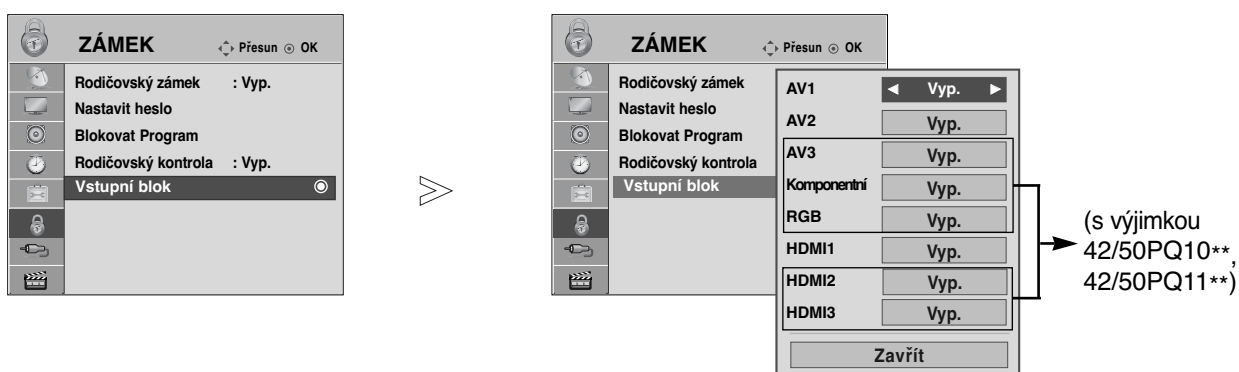 ZÁMEK
Přesun OK
Rodičovský zámek : Vyp.
Nastavit heslo
Blokovat Program
Rodičovský kontrola : Vyp.
Vstupní blok
ZÁMEK
Přesun OK
Rodičovský zámek
Nastavit heslo
Blokovat Program
Rodičovský kontrola
Vstupní blok
AV1 ◄ Vyp. ►
AV2 Vyp.
AV3 Vyp.
Komponentní Vyp.
RGB Vyp.
HDMI1 Vyp.
HDMI2 Vyp.
HDMI3 Vyp.
Zavřít
(s výjimkou
42/50PQ10**,
42/50PQ11**)